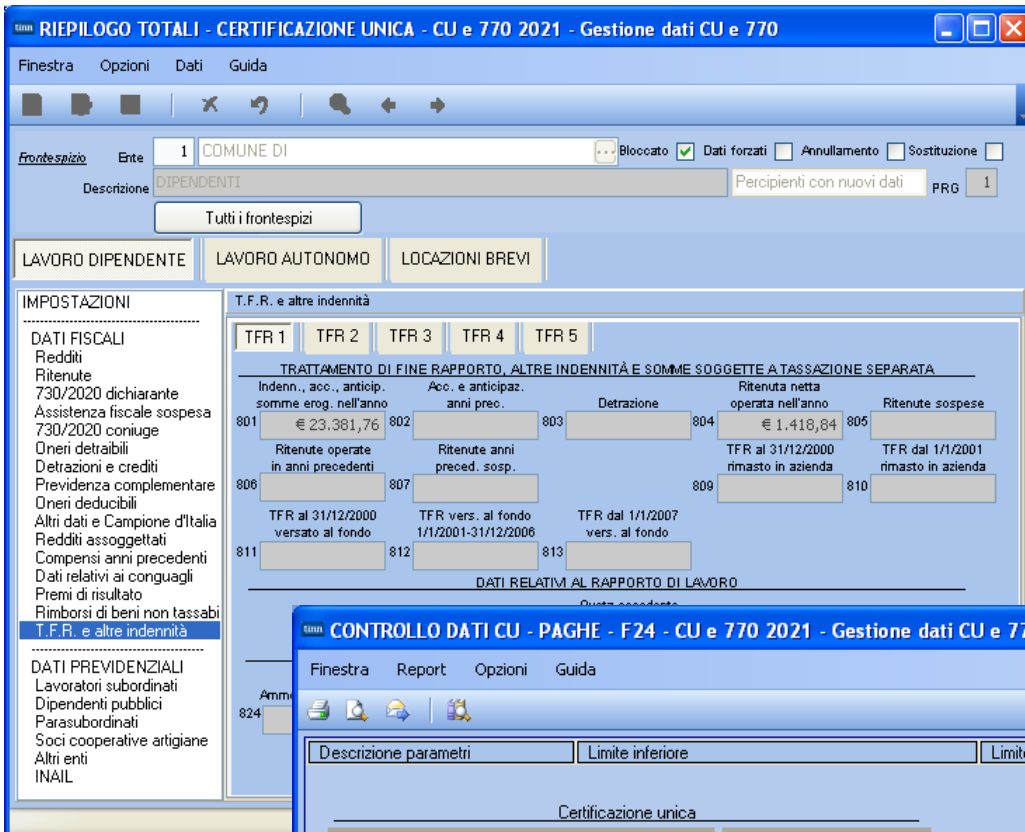 tinn RIEPILOGO TOTALI - CERTIFICAZIONE UNICA - CU e 770 2021 - Gestione dati CU e 770
Finestra Opzioni Dati Guida
Frontespizio Ente 1 COMUNE DI ... Bloccato Dati forzati Annullamento Sostituzione
Descrizione DIPENDENTI Percipienti con nuovi dati PRG 1
Tutti i frontespizi
LAVORO DIPENDENTE LAVORO AUTONOMO LOCAZIONI BREVI
IMPOSTAZIONI
DATI FISCALI
Redditi
Ritenute
730/2020 dichiarante
Assistenza fiscale sospesa
730/2020 coniuge
Oneri detraibili
Detrazioni e crediti
Previdenza complementare
Oneri deducibili
Altri dati e Campione d'Italia
Redditi assoggettati
Compensi anni precedenti
Dati relativi ai conguagli
Premi di risultato
Rimborsi di beni non tassabi
T.F.R. e altre indennità
DATI PREVIDENZIALI
Lavoratori subordinati
Dipendenti pubblici
Parasubordinati
Soci cooperative artigiane
Altri enti
INAIL
T.F.R. e altre indennità
TFR 1 TFR 2 TFR 3 TFR 4 TFR 5
TRATTAMENTO DI FINE RAPPORTO, ALTRE INDENNITÀ E SOMME SOGGETTE A TASSAZIONE SEPARATA
Indenn., acc., anticip. Acc. e anticipaz. Ritenuta netta
somme erog. nell'anno anni prec. Detrazione operata nell'anno Ritenute sospese
801 € 23.381,76 802 803 804 € 1.418,84 805
Ritenute operate Ritenute anni TFR al 31/12/2000 TFR dal 1/1/2001
in anni precedenti preced. sosp. rimasto in azienda rimasto in azienda
806 807 809 810
TFR al 31/12/2000 TFR vers. al fondo TFR dal 1/1/2007
versato al fondo 1/1/2001-31/12/2006 vers. al fondo
811 812 813
DATI RELATIVI AL RAPPORTO DI LAVORO
Amm
824
tinn CONTROLLO DATI CU - PAGHE - F24 - CU e 770 2021 - Gestione dati CU e 77
Finestra Report Opzioni Guida
Descrizione parametri Limite inferiore Limite
Certificazione unica